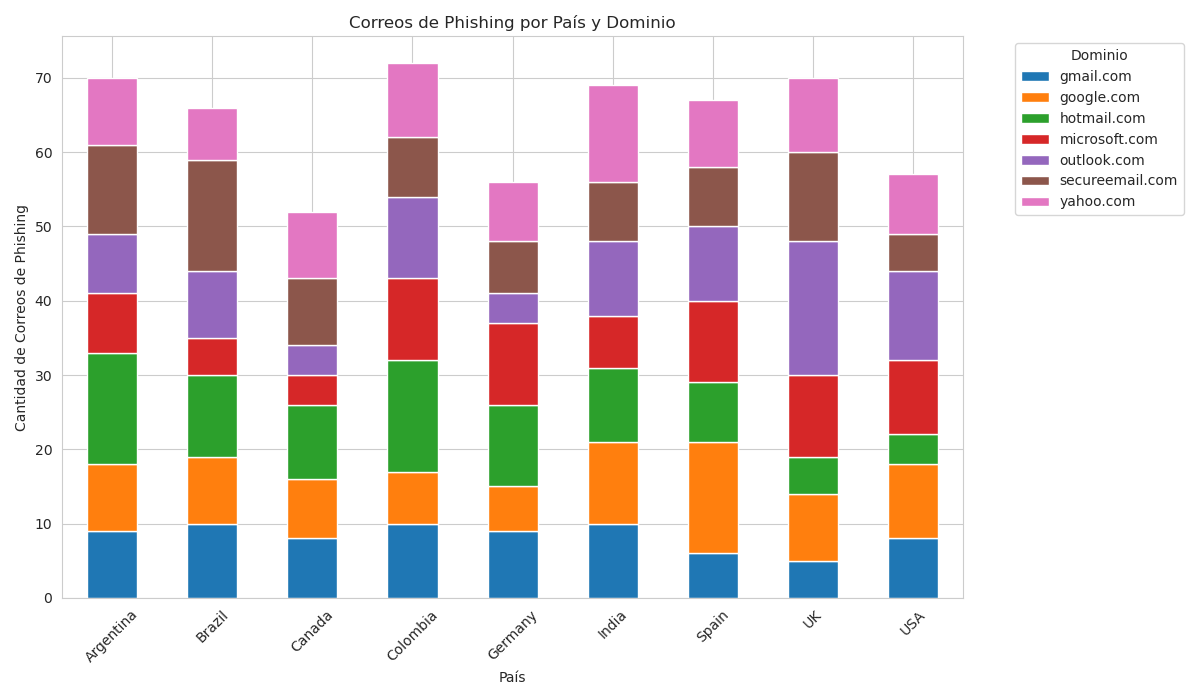 Correos de Phishing por País y Dominio
Cantidad de Correos de Phishing
70
60
50
40
30
20
10
0
Argentina
Brazil
Canada
Colombia
Germany
India
Spain
UK
USA
País
Dominio
gmail.com
google.com
hotmail.com
microsoft.com
outlook.com
secureemail.com
yahoo.com